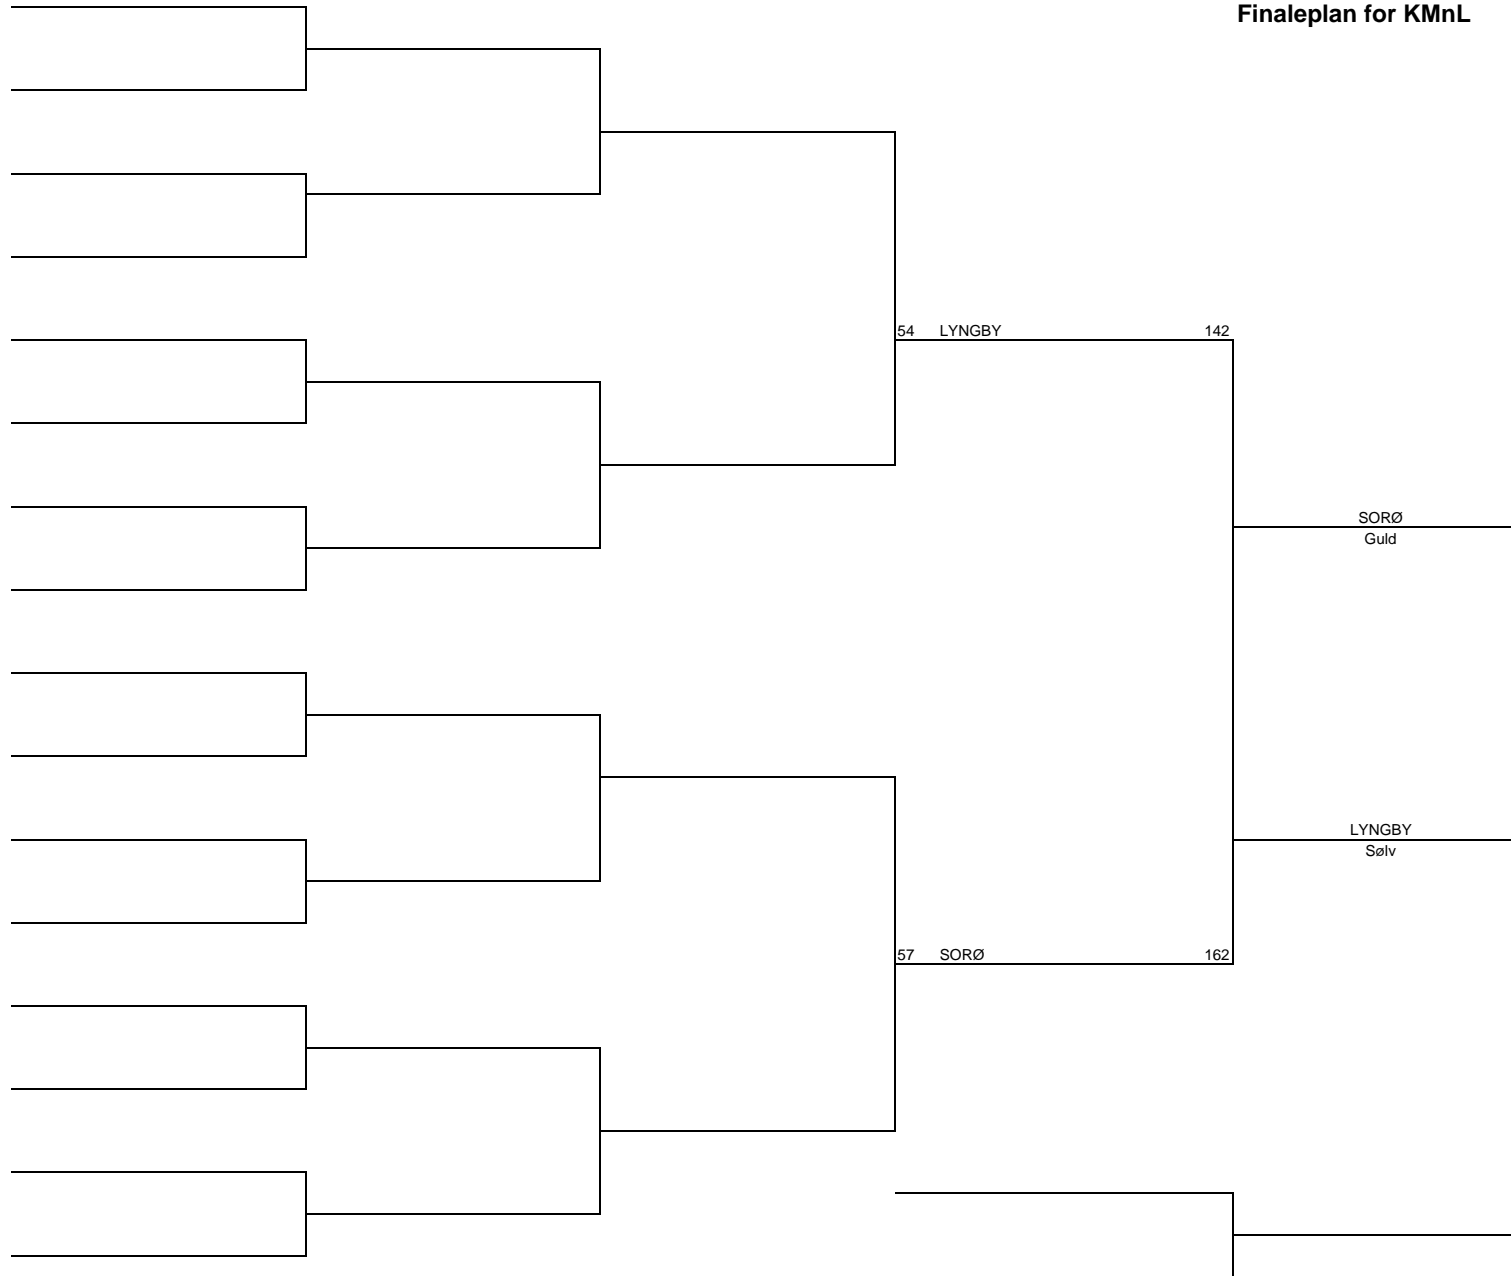 Finaleplan for KMnL
54 LYNGBY 142
SORØ
Guld
LYNGBY
Sølv
57 SORØ 162